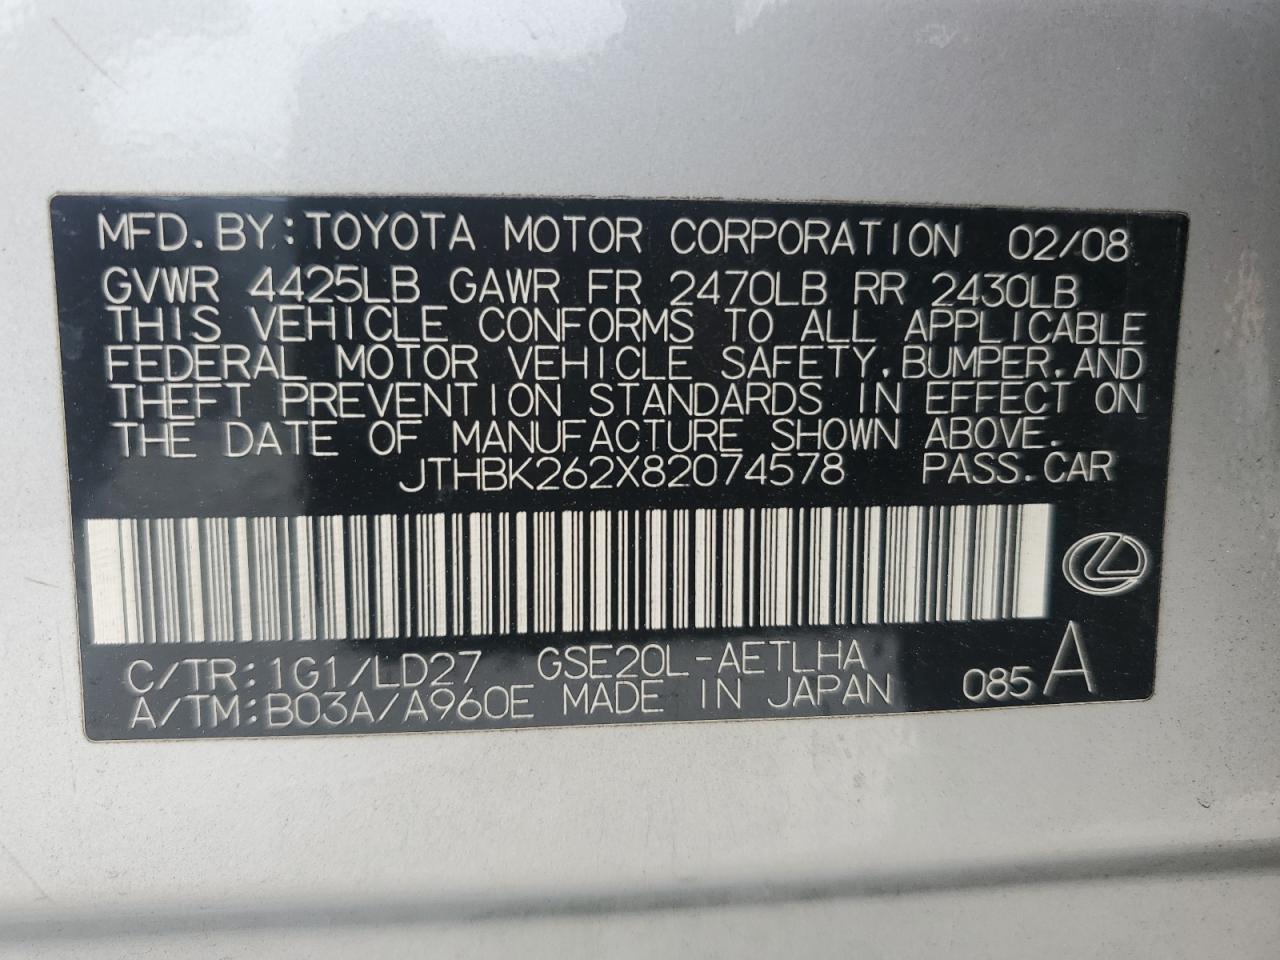 MFD. BY: TOYOTA MOTOR CORPORATION 02/08
GVWR 4425LB GAWR FR 2470LB RR 2430LB
THIS VEHICLE CONFORMS TO ALL APPLICABLE
FEDERAL MOTOR VEHICLE SAFETY, BUMPER, AND
THEFT PREVENTION STANDARDS IN EFFECT ON
THE DATE OF MANUFACTURE SHOWN ABOVE.
JTHBK262X82074578 PASS. CAR
C/TR: 1G1/LD27 GSE20L-AETLHA
A/TM: B03A/A960E MADE IN JAPAN 085 A